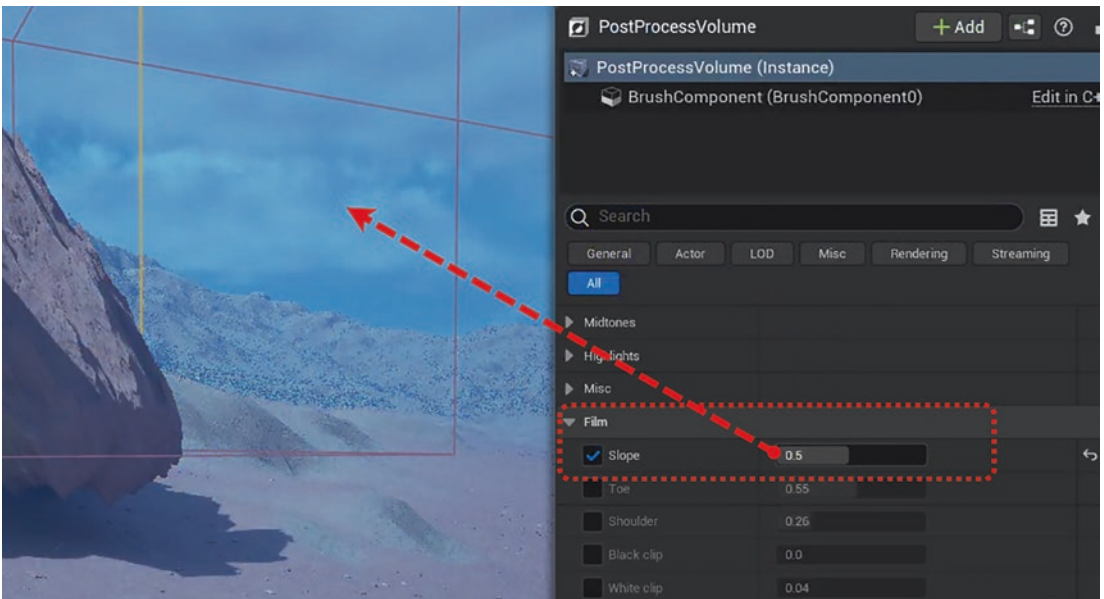 PostProcessVolume
+ Add
PostProcessVolume (Instance)
BrushComponent (BrushComponent0)
Edit in C+
Search
General Actor LOD Misc Rendering Streaming
All
Midtones
Highlights
Misc
Film
Slope 0.5
Toe 0.55
Shoulder 0.26
Black clip 0.0
White clip 0.04